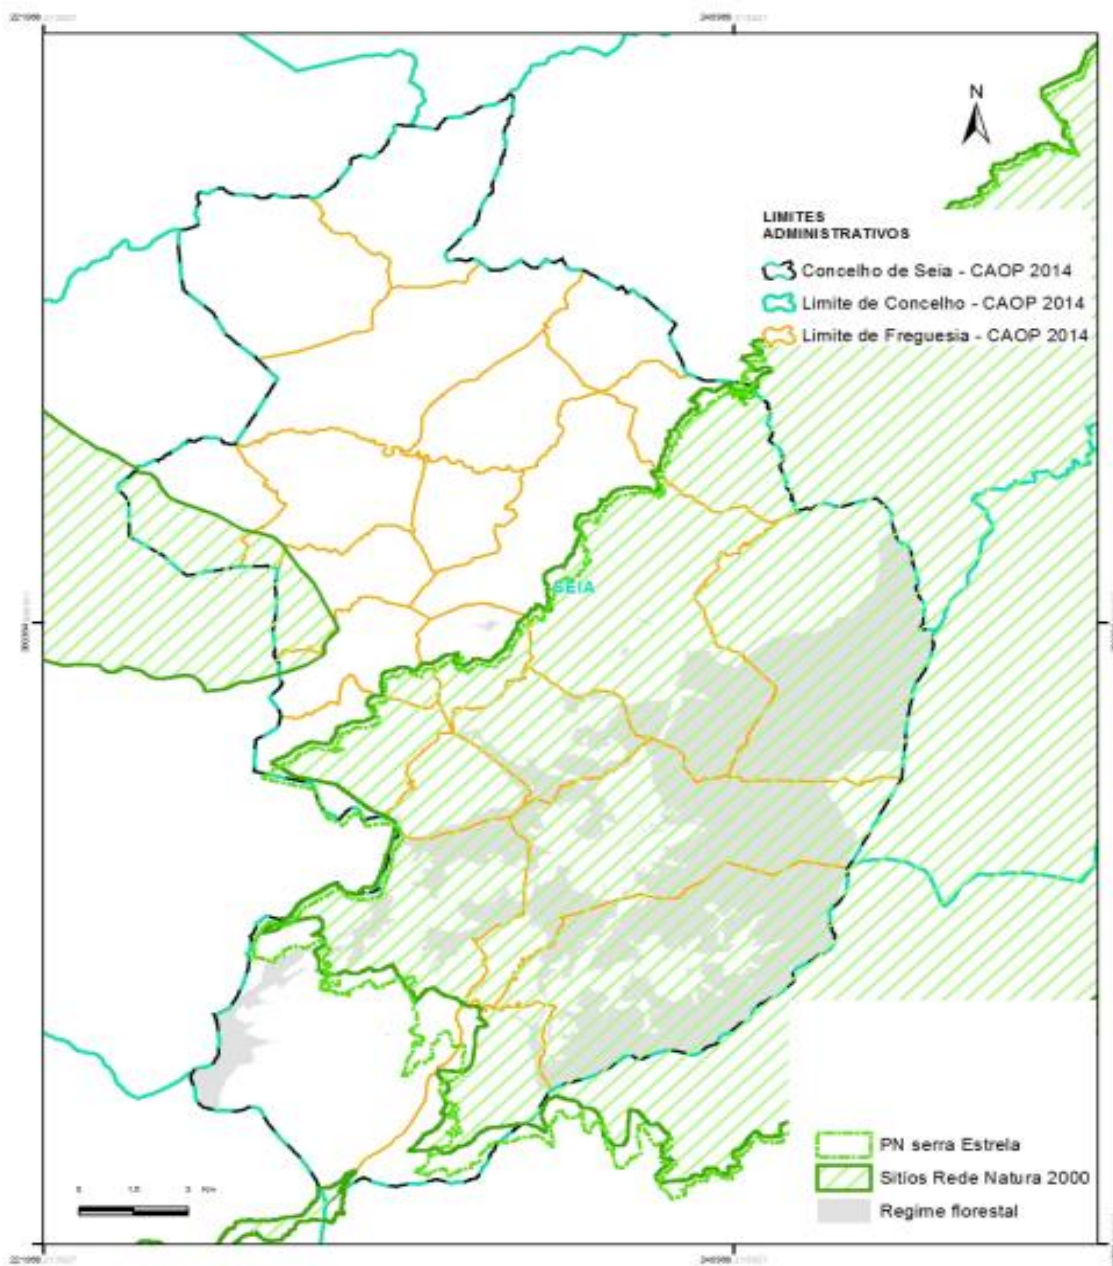 N
LIMITES
ADMINISTRATIVOS
Concelho de Seia - CAOP 2014
Limite de Concelho - CAOP 2014
Limite de Freguesia - CAOP 2014
SEIA
PN serra Estrela
Sitios Rede Natura 2000
Regime florestal